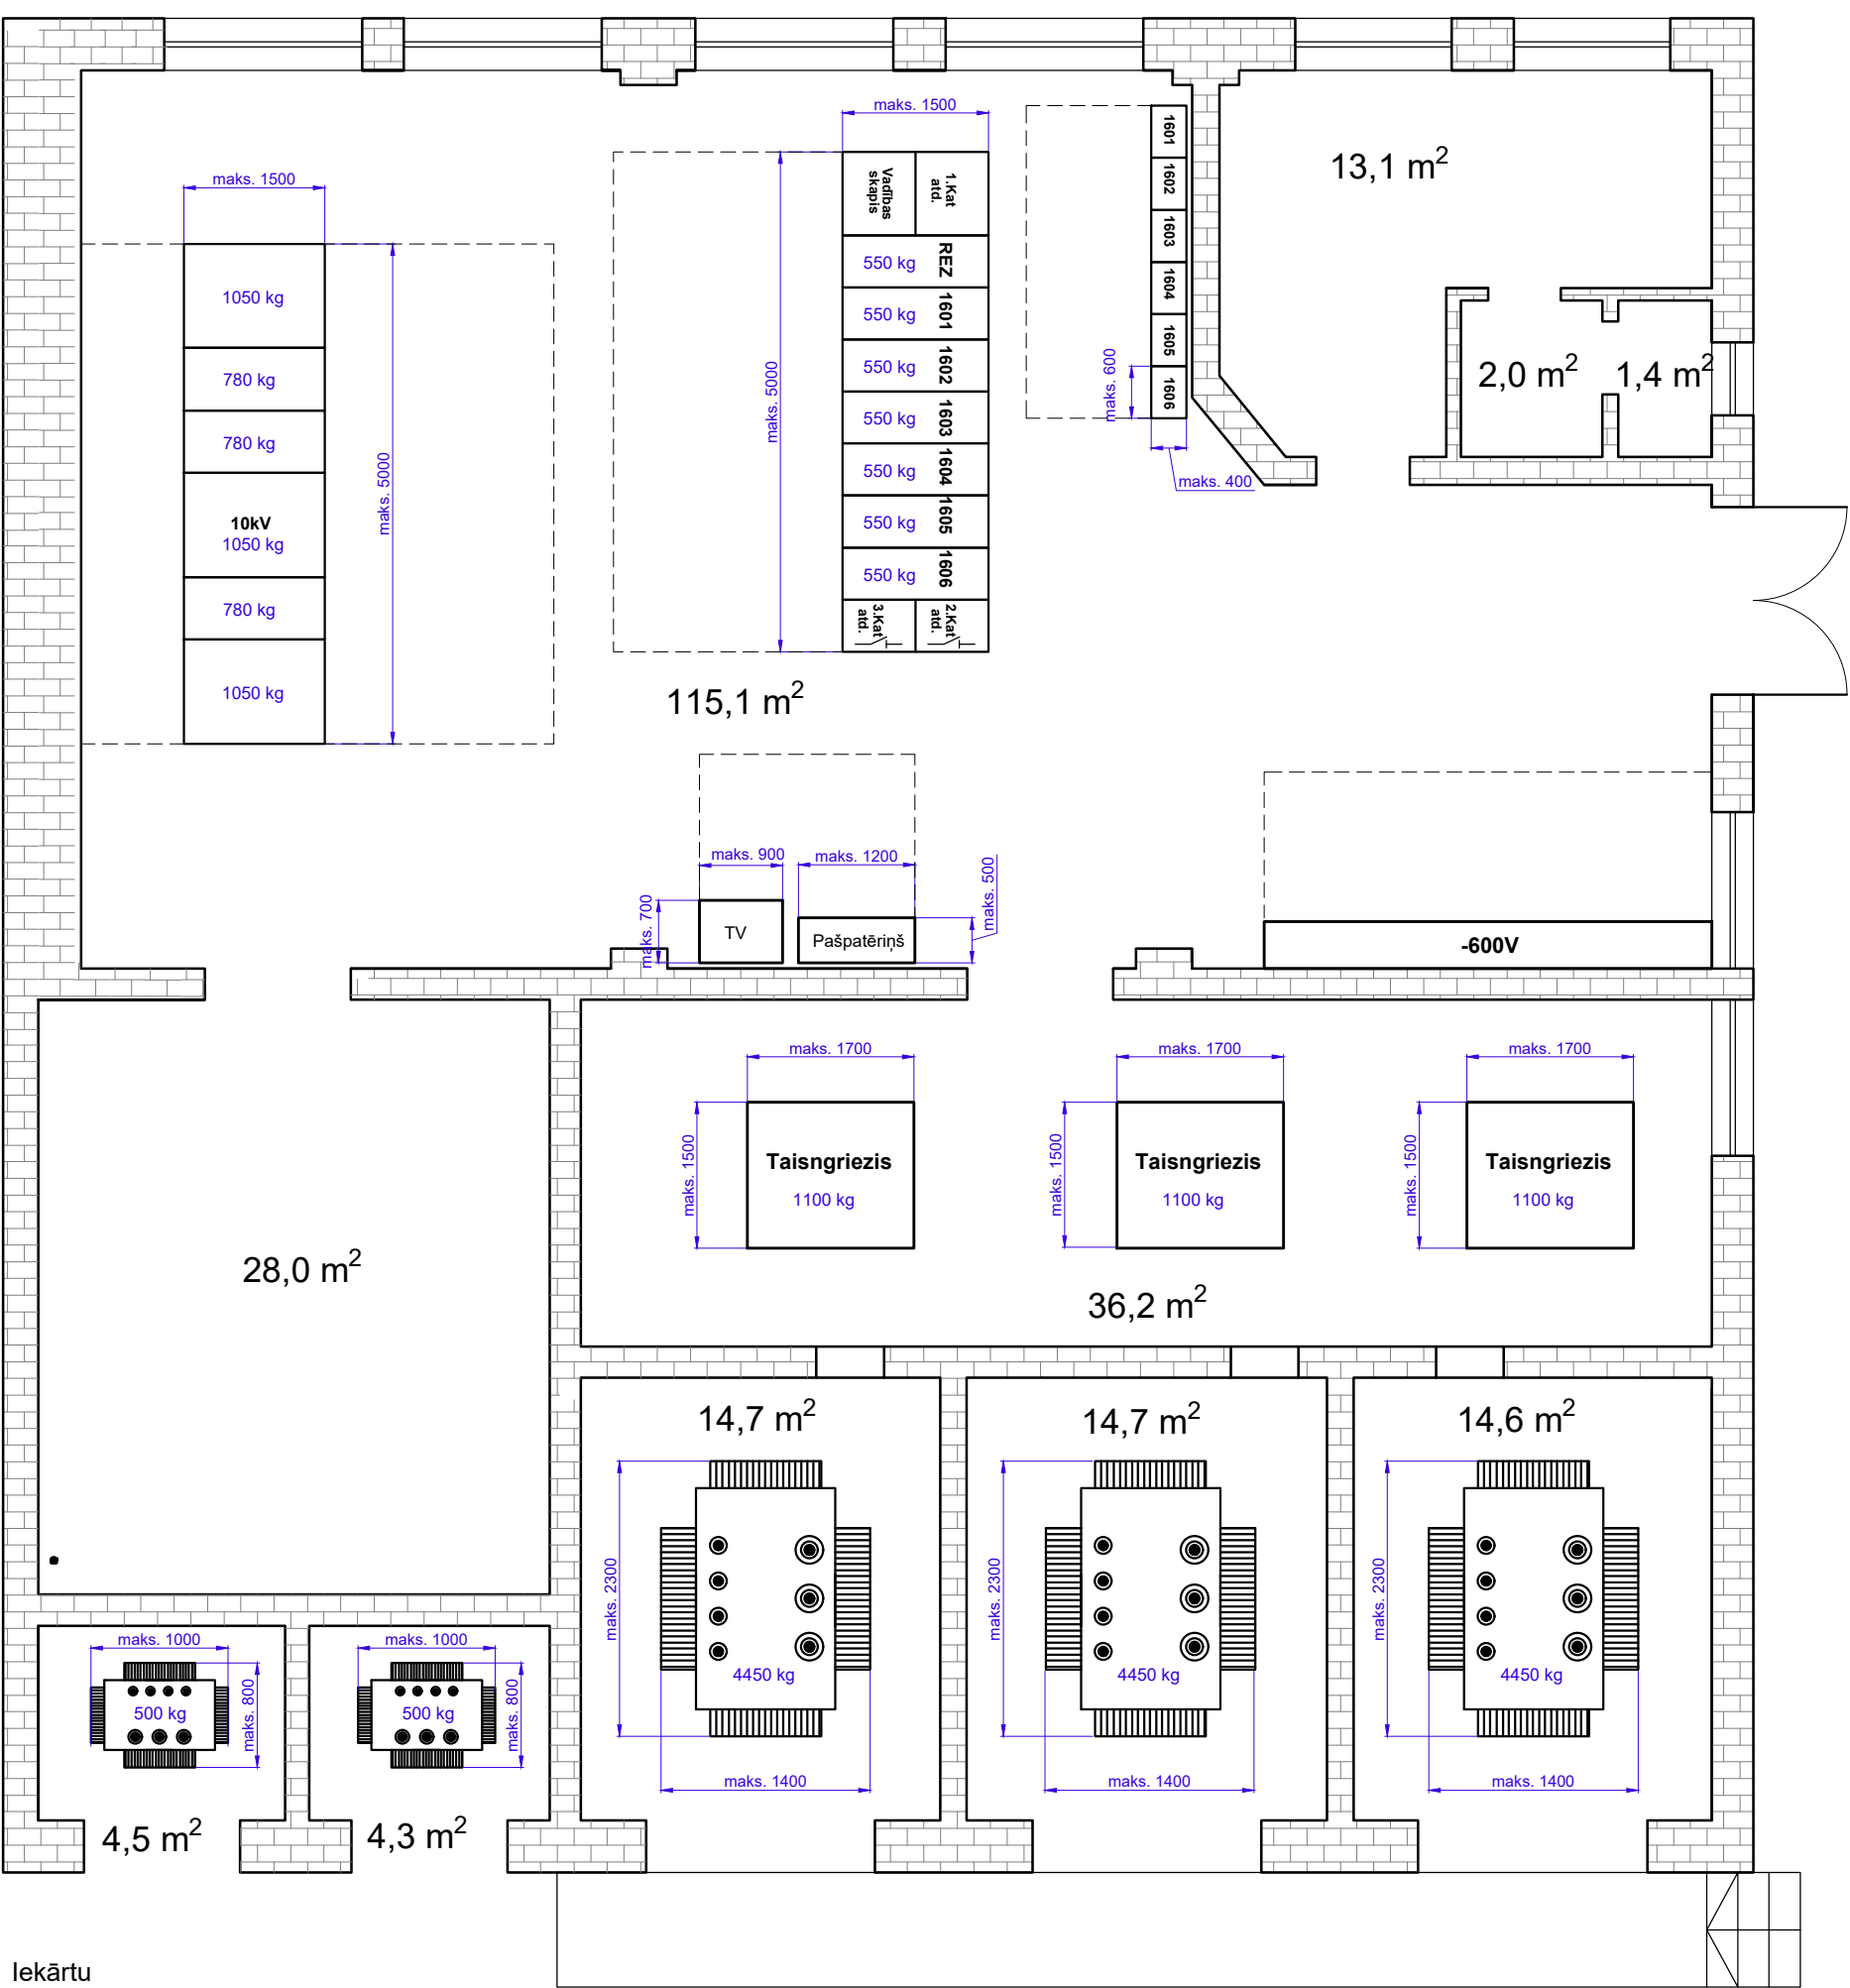 maks. 1500
1601
1602
1603
1604
1605
1606
maks. 600
maks. 400
13,1 m²
2,0 m²
1,4 m²
maks. 1500
1050 kg
780 kg
780 kg
10kV
1050 kg
780 kg
1050 kg
maks. 5000
maks. 5000
Vadības
skapis
1.Kat
atd.
550 kg REZ
550 kg 1601
550 kg 1602
550 kg 1603
550 kg 1604
550 kg 1605
550 kg 1606
3.Kat
atd.
2.Kat
atd.
115,1 m²
maks. 900
maks. 1200
maks. 500
maks. 700
TV
Pašpatēriņš
-600V
maks. 1700
maks. 1700
maks. 1700
maks. 1500
Taisngriezis
1100 kg
maks. 1500
Taisngriezis
1100 kg
maks. 1500
Taisngriezis
1100 kg
28,0 m²
36,2 m²
14,7 m²
14,7 m²
14,6 m²
maks. 2300
4450 kg
maks. 1400
maks. 2300
4450 kg
maks. 1400
maks. 2300
4450 kg
maks. 1400
maks. 1000
500 kg
maks. 800
maks. 1000
500 kg
maks. 800
4,5 m²
4,3 m²
Iekārtu